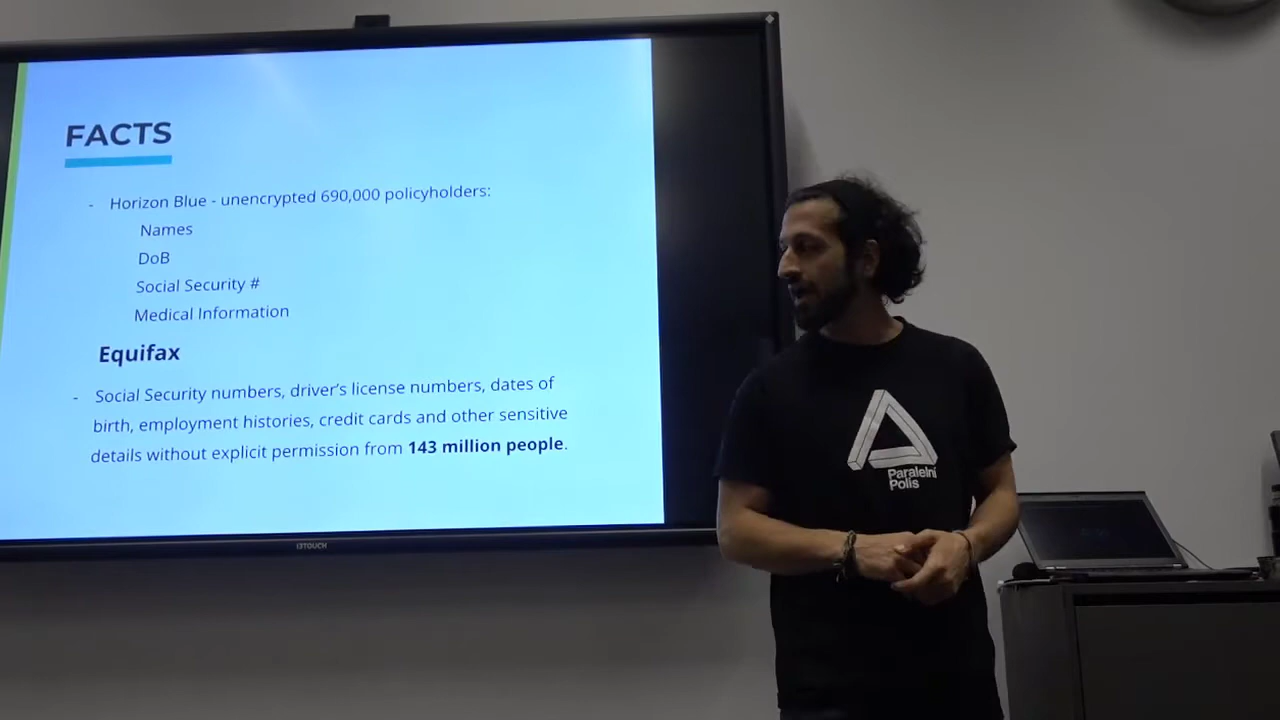 FACTS
- Horizon Blue - unencrypted 690,000 policyholders:
Names
DoB
Social Security #
Medical Information
Equifax
- Social Security numbers, driver's license numbers, dates of
birth, employment histories, credit cards and other sensitive
details without explicit permission from 143 million people.
i3TOUCH
Paralelní
Polis